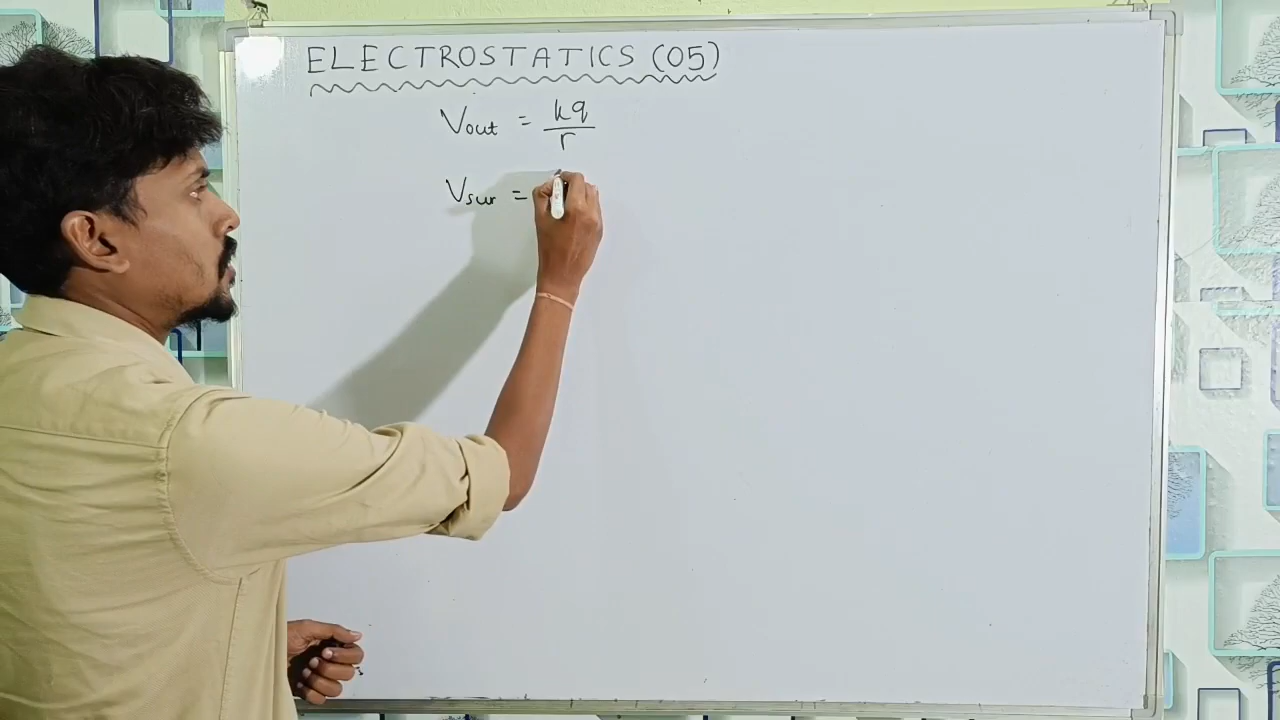 ELECTROSTATICS (05)
Vout = kq/r
Vsur =